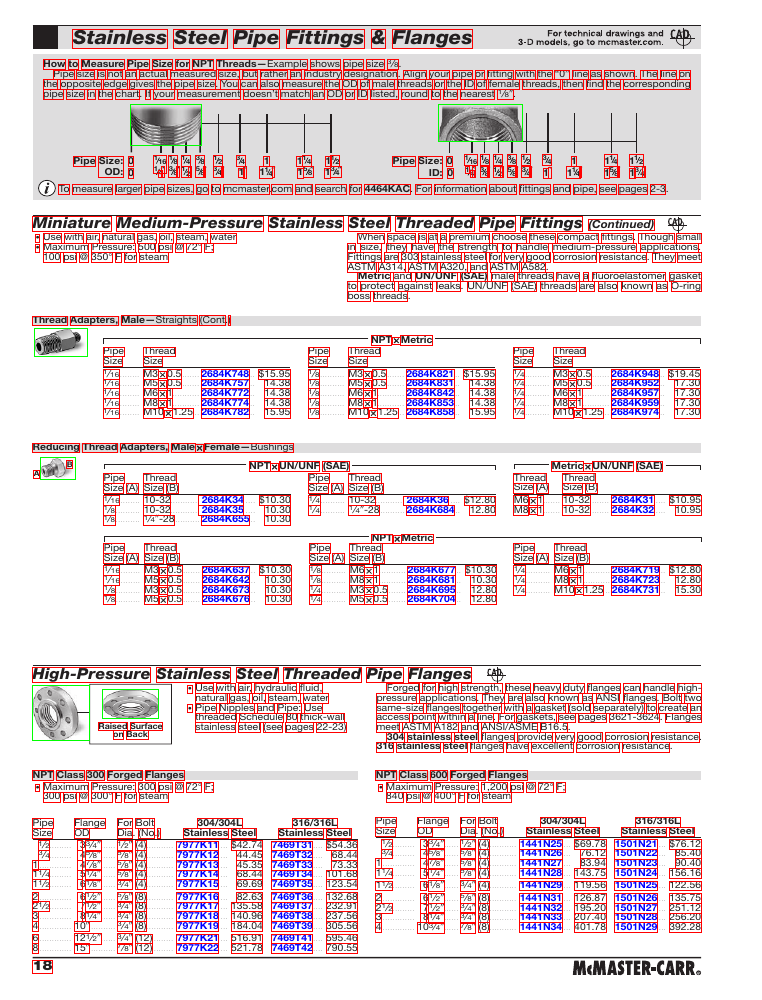 Stainless Steel Pipe Fittings & Flanges
For technical drawings and
3-D models, go to mcmaster.com.
CAD
How to Measure Pipe Size for NPT Threads—Example shows pipe size ⅜.
Pipe size is not an actual measured size, but rather an industry designation. Align your pipe or fitting with the "0" line as shown. The line on
the opposite edge gives the pipe size. You can also measure the OD of male threads or the ID of female threads, then find the corresponding
pipe size in the chart. If your measurement doesn't match an OD or ID listed, round to the nearest ⅛".
Pipe Size: 0 1/16 ⅛ ¼ ⅜ ½ ¾ 1 1¼ 1½
Pipe Size: 0 1/16 ⅛ ¼ ⅜ ½ ¾ 1 1¼ 1½
To measure larger pipe sizes, go to mcmaster.com and search for 4464KAC. For information about fittings and pipe, see pages 2-3.
Miniature Medium-Pressure Stainless Steel Threaded Pipe Fittings (Continued)
CAD
• Use with air, natural gas, oil, steam, water
• Maximum Pressure: 500 psi @ 72° F;
100 psi @ 350° F for steam
When space is at a premium choose these compact fittings. Though small
in size, they have the strength to handle medium-pressure applications.
Fittings are 303 stainless steel for very good corrosion resistance. They meet
ASTM A314, ASTM A320, and ASTM A582.
Metric and UN/UNF (SAE) male threads have a fluoroelastomer gasket
to protect against leaks. UN/UNF (SAE) threads are also known as O-ring
boss threads.
Thread Adapters, Male—Straights (Cont.)
NPT x Metric
Pipe Size Thread Size Pipe Size Thread Size Pipe Size Thread Size
1/16 M3 x 0.5 2684K748 $15.95 ⅛ M3 x 0.5 2684K821 $15.95 ¼ M3 x 0.5 2684K948 $19.45
1/16 M5 x 0.5 2684K757 14.38 ⅛ M5 x 0.5 2684K831 14.38 ¼ M5 x 0.5 2684K952 17.30
1/16 M6 x 1 2684K772 14.38 ⅛ M6 x 1 2684K842 14.38 ¼ M6 x 1 2684K957 17.30
1/16 M8 x 1 2684K774 14.38 ⅛ M8 x 1 2684K853 14.38 ¼ M8 x 1 2684K959 17.30
1/16 M10 x 1.25 2684K782 15.95 ⅛ M10 x 1.25 2684K858 15.95 ¼ M10 x 1.25 2684K974 17.30
Reducing Thread Adapters, Male x Female—Bushings
A B
NPT x UN/UNF (SAE) Metric x UN/UNF (SAE)
Pipe Size (A) Thread Size (B) Pipe Size (A) Thread Size (B) Thread Size (A) Thread Size (B)
1/16 10-32 2684K34 $10.30 ¼ 10-32 2684K36 $12.80 M6 x 1 10-32 2684K31 $10.95
⅛ 10-32 2684K35 10.30 ¼ ¼"-28 2684K684 12.80 M8 x 1 10-32 2684K32 10.95
⅛ ¼"-28 2684K655 10.30
NPT x Metric
Pipe Size (A) Thread Size (B) Pipe Size (A) Thread Size (B) Pipe Size (A) Thread Size (B)
1/16 M3 x 0.5 2684K637 $10.30 ⅛ M6 x 1 2684K677 $10.30 ¼ M6 x 1 2684K719 $12.80
1/16 M5 x 0.5 2684K642 10.30 ⅛ M8 x 1 2684K681 10.30 ¼ M8 x 1 2684K723 12.80
⅛ M3 x 0.5 2684K673 10.30 ¼ M3 x 0.5 2684K695 12.80 ¼ M10 x 1.25 2684K731 15.30
⅛ M5 x 0.5 2684K676 10.30 ¼ M5 x 0.5 2684K704 12.80
High-Pressure Stainless Steel Threaded Pipe Flanges
CAD
Raised Surface
on Back
• Use with air, hydraulic fluid,
natural gas, oil, steam, water
• Pipe Nipples and Pipe: Use
threaded Schedule 80 thick-wall
stainless steel (see pages 22-23)
Forged for high strength, these heavy duty flanges can handle high-
pressure applications. They are also known as ANSI flanges. Bolt two
same-size flanges together with a gasket (sold separately) to create an
access point within a line. For gaskets, see pages 3621-3624. Flanges
meet ASTM A182 and ANSI/ASME B16.5.
304 stainless steel flanges provide very good corrosion resistance.
316 stainless steel flanges have excellent corrosion resistance.
NPT Class 300 Forged Flanges
• Maximum Pressure: 300 psi @ 72° F;
300 psi @ 300° F for steam
Pipe Size Flange OD For Bolt Dia. (No.) 304/304L Stainless Steel 316/316L Stainless Steel
½ 3¾" ½" (4) 7977K11 $42.74 7469T31 $54.36
¾ 4⅝" ⅝" (4) 7977K12 44.45 7469T32 68.44
1 4⅞" ⅝" (4) 7977K13 46.35 7469T33 73.33
1¼ 5¼" ⅝" (4) 7977K14 68.44 7469T34 101.68
1½ 6⅛" ¾" (4) 7977K15 69.69 7469T35 123.54
2 6½" ⅝" (8) 7977K16 82.63 7469T36 132.68
2½ 7½" ¾" (8) 7977K17 135.58 7469T37 232.91
3 8¼" ¾" (8) 7977K18 140.96 7469T38 237.56
4 10" ¾" (8) 7977K19 184.04 7469T39 305.56
6 12½" ¾" (12) 7977K21 516.91 7469T41 595.46
8 15" ⅞" (12) 7977K22 521.78 7469T42 790.55
NPT Class 600 Forged Flanges
• Maximum Pressure: 1,200 psi @ 72° F;
840 psi @ 400° F for steam
Pipe Size Flange OD For Bolt Dia. (No.) 304/304L Stainless Steel 316/316L Stainless Steel
½ 3¾" ½" (4) 1441N25 $69.78 1501N21 $76.12
¾ 4⅝" ⅝" (4) 1441N26 76.12 1501N22 85.40
1 4⅞" ⅝" (4) 1441N27 83.94 1501N23 90.40
1¼ 5¼" ⅝" (4) 1441N28 143.75 1501N24 156.16
1½ 6⅛" ¾" (4) 1441N29 119.56 1501N25 122.56
2 6½" ⅝" (8) 1441N31 126.87 1501N26 135.75
2½ 7½" ¾" (8) 1441N32 195.20 1501N27 251.12
3 8¼" ¾" (8) 1441N33 207.40 1501N28 256.20
4 10¾" ⅞" (8) 1441N34 401.78 1501N29 392.28
18
McMASTER-CARR